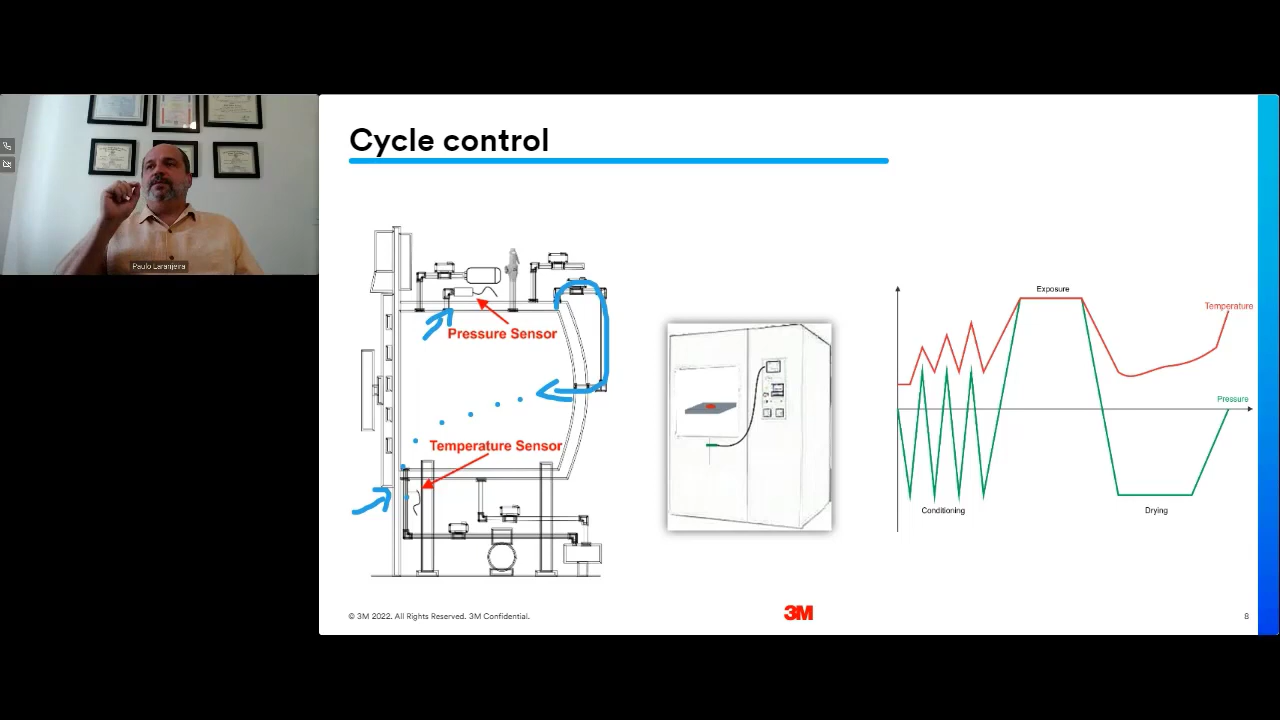 Cycle control
Paulo Laranjeira
Pressure Sensor
Temperature Sensor
Exposure
Temperature
Pressure
Conditioning
Drying
© 3M 2022. All Rights Reserved. 3M Confidential.
3M
8